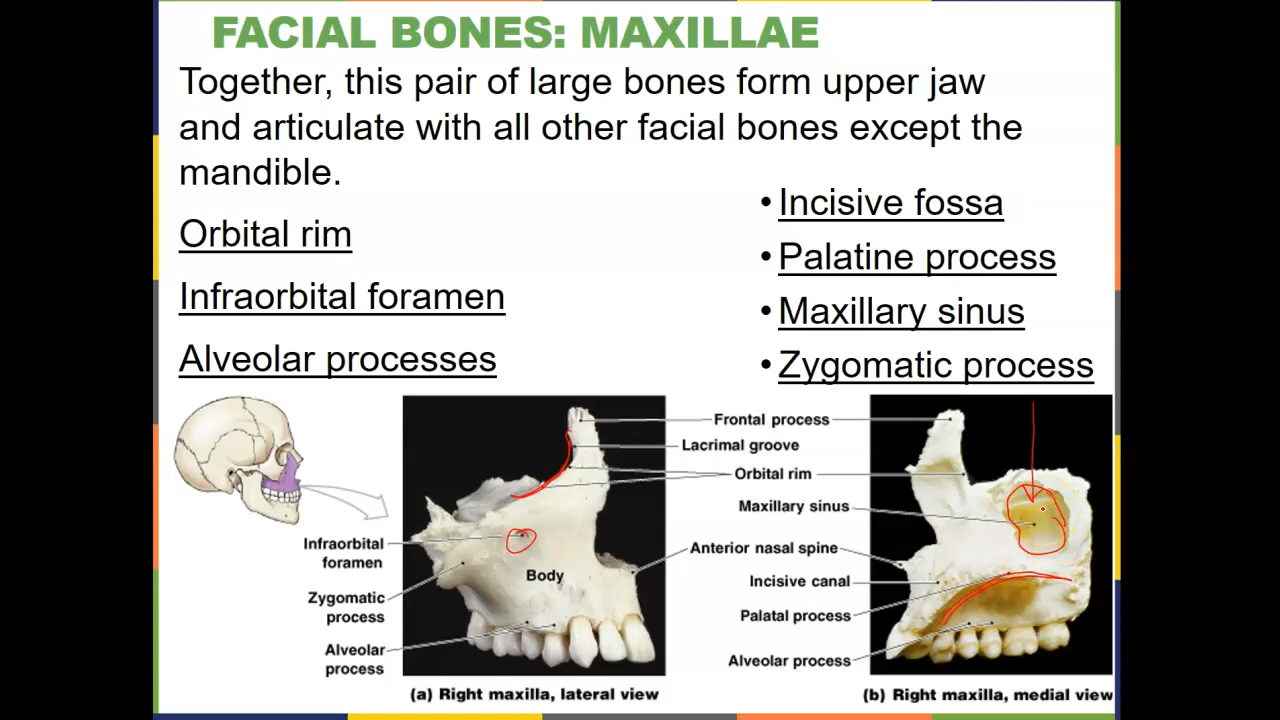 FACIAL BONES: MAXILLAE
Together, this pair of large bones form upper jaw
and articulate with all other facial bones except the
mandible.
Orbital rim
Infraorbital foramen
Alveolar processes
• Incisive fossa
• Palatine process
• Maxillary sinus
• Zygomatic process
Infraorbital
foramen
Zygomatic
process
Alveolar
process
Body
Frontal process
Lacrimal groove
Orbital rim
Maxillary sinus
Anterior nasal spine
Incisive canal
Palatal process
Alveolar process
(a) Right maxilla, lateral view
(b) Right maxilla, medial view